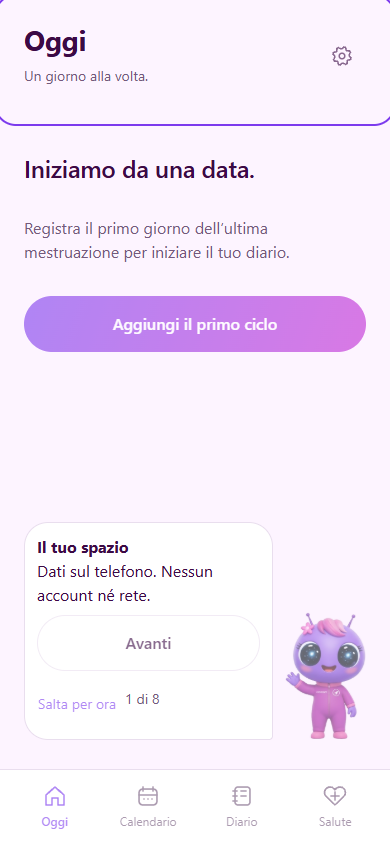 Oggi
Un giorno alla volta.
Iniziamo da una data.
Registra il primo giorno dell’ultima
mestruazione per iniziare il tuo diario.
Aggiungi il primo ciclo
Il tuo spazio
Dati sul telefono. Nessun
account né rete.
Avanti
Salta per ora
1 di 8
Oggi
Calendario
Diario
Salute